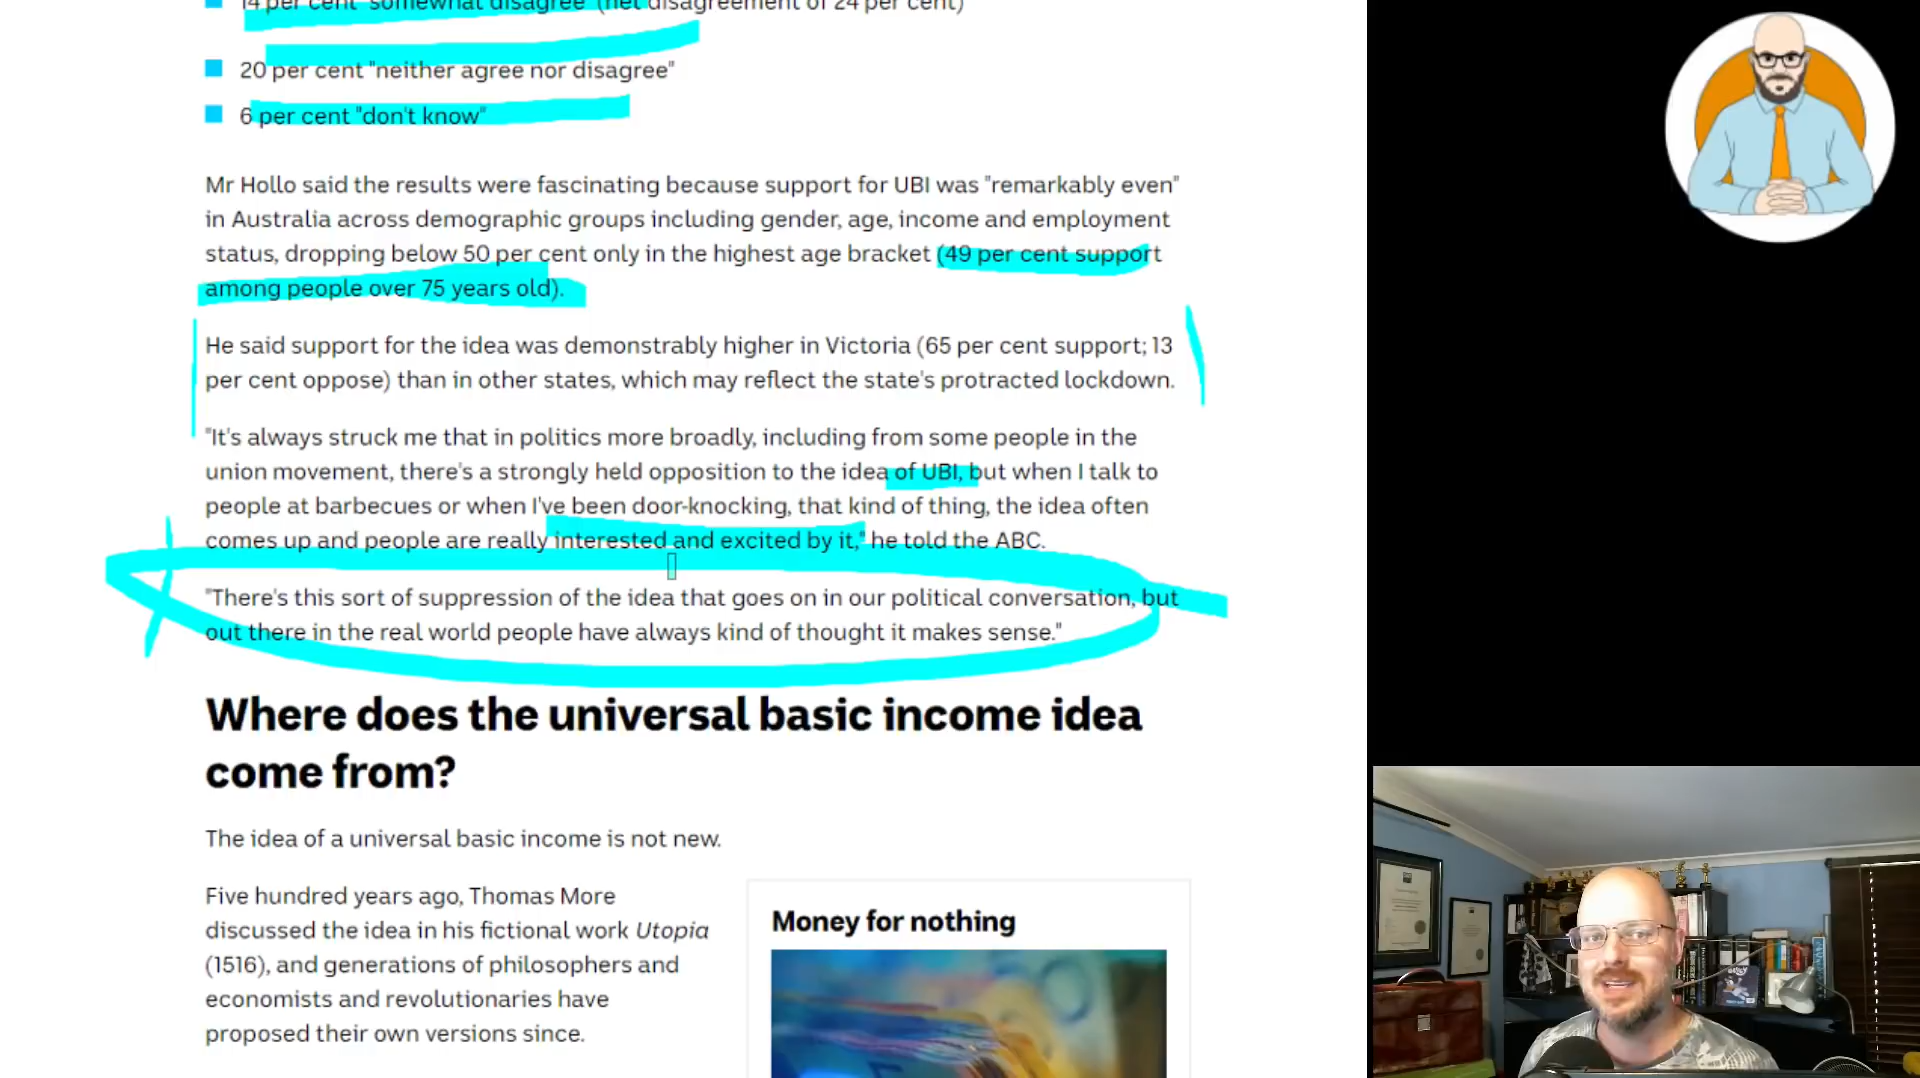 14 per cent "somewhat disagree" (net disagreement of 24 per cent)
20 per cent "neither agree nor disagree"
6 per cent "don't know"
Mr Hollo said the results were fascinating because support for UBI was "remarkably even"
in Australia across demographic groups including gender, age, income and employment
status, dropping below 50 per cent only in the highest age bracket (49 per cent support
among people over 75 years old).
He said support for the idea was demonstrably higher in Victoria (65 per cent support; 13
per cent oppose) than in other states, which may reflect the state's protracted lockdown.
"It's always struck me that in politics more broadly, including from some people in the
union movement, there's a strongly held opposition to the idea of UBI, but when I talk to
people at barbecues or when I've been door-knocking, that kind of thing, the idea often
comes up and people are really interested and excited by it," he told the ABC.
"There's this sort of suppression of the idea that goes on in our political conversation, but
out there in the real world people have always kind of thought it makes sense."
Where does the universal basic income idea
come from?
The idea of a universal basic income is not new.
Five hundred years ago, Thomas More
discussed the idea in his fictional work Utopia
(1516), and generations of philosophers and
economists and revolutionaries have
proposed their own versions since.
Money for nothing